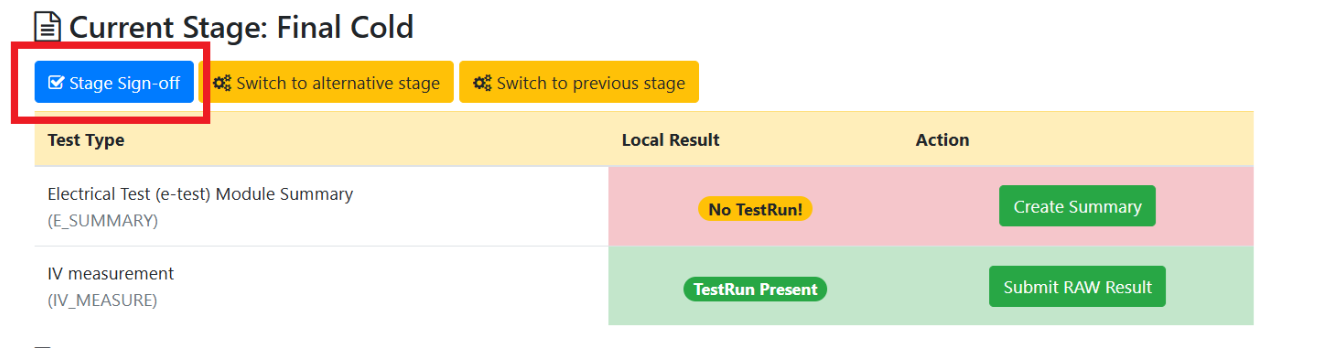 Current Stage: Final Cold
Stage Sign-off Switch to alternative stage Switch to previous stage
Test Type Local Result Action
Electrical Test (e-test) Module Summary
(E_SUMMARY)
No TestRun! Create Summary
IV measurement
(IV_MEASURE)
TestRun Present Submit RAW Result